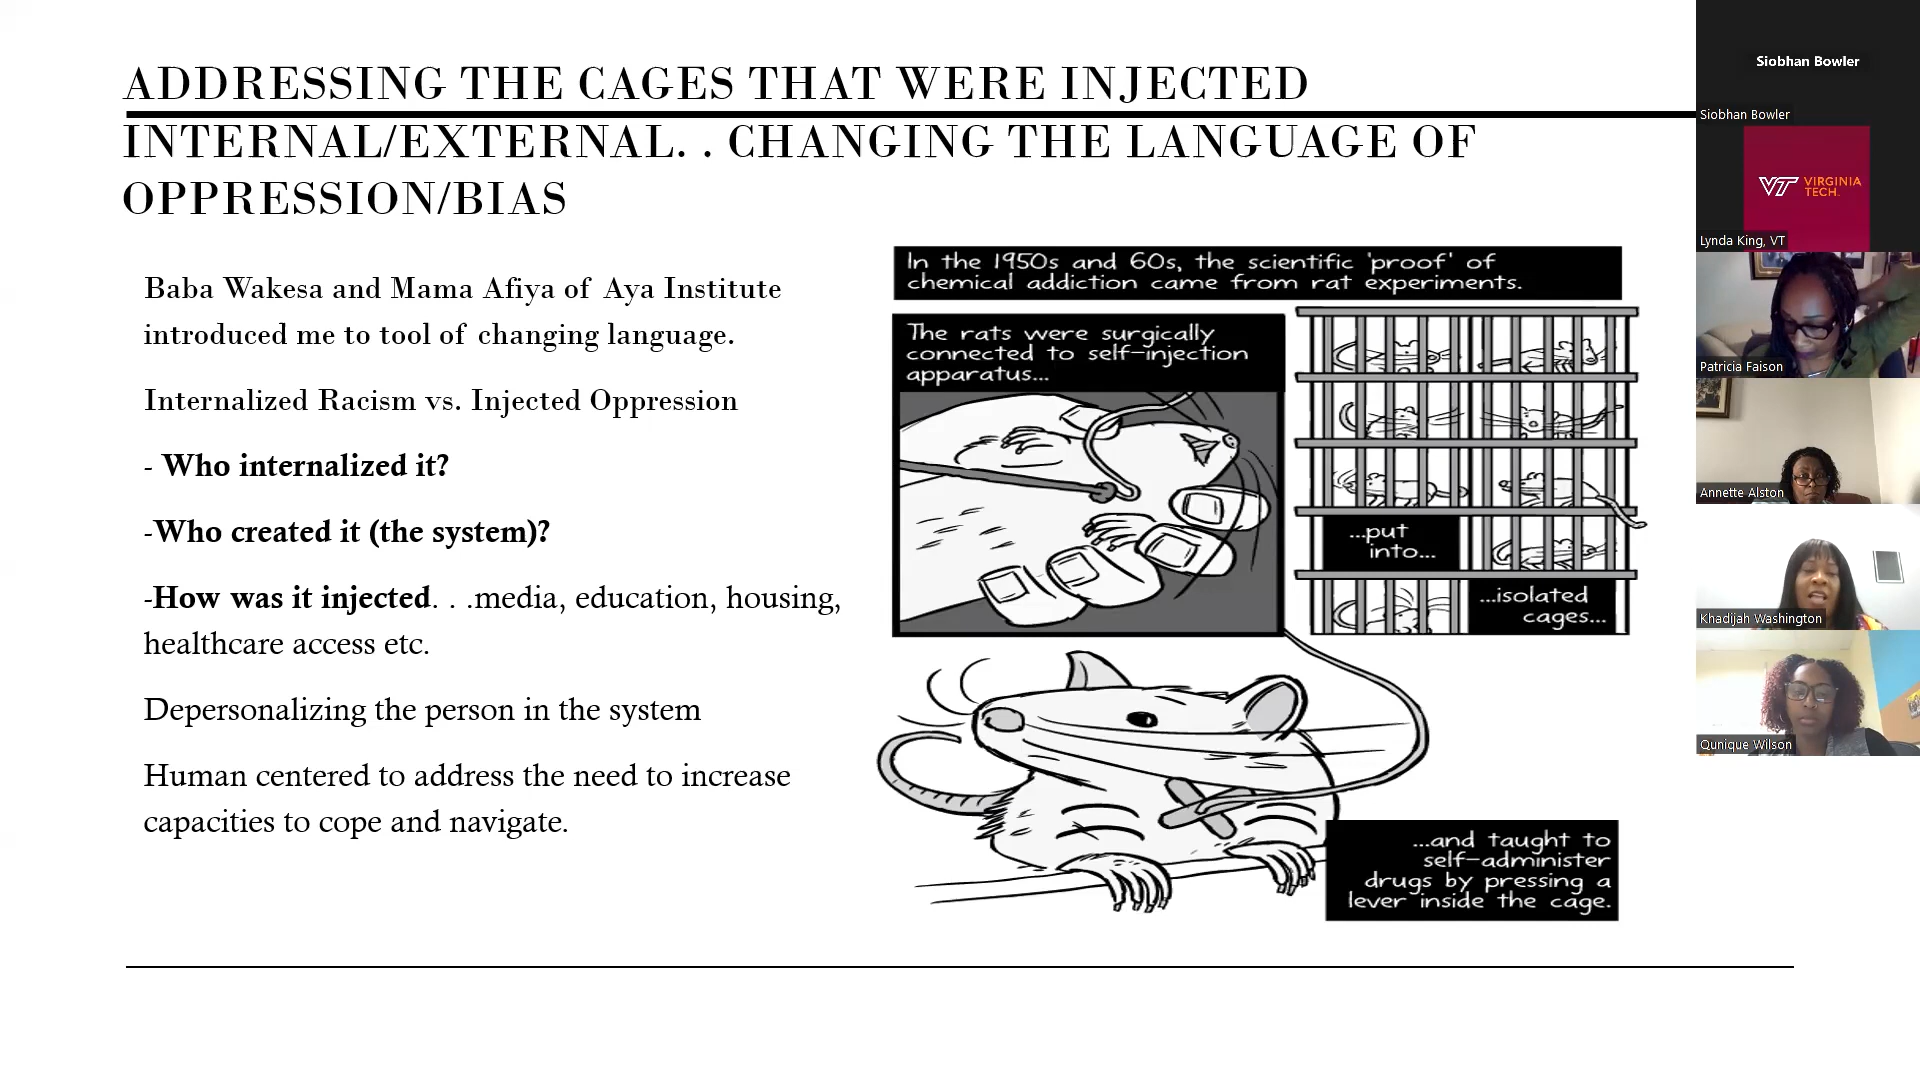 ADDRESSING THE CAGES THAT WERE INJECTED
INTERNAL/EXTERNAL. . CHANGING THE LANGUAGE OF
OPPRESSION/BIAS
Baba Wakesa and Mama Afiya of Aya Institute
introduced me to tool of changing language.
Internalized Racism vs. Injected Oppression
- Who internalized it?
-Who created it (the system)?
-How was it injected. . .media, education, housing,
healthcare access etc.
Depersonalizing the person in the system
Human centered to address the need to increase
capacities to cope and navigate.
In the 1950s and 60s, the scientific 'proof' of
chemical addiction came from rat experiments.
The rats were surgically
connected to self-injection
apparatus...
...put
into...
...isolated
cages...
...and taught to
self-administer
drugs by pressing a
lever inside the cage.
Siobhan Bowler
Siobhan Bowler
VT VIRGINIA
TECH.
Lynda King, VT
Patricia Faison
Annette Alston
Khadijah Washington
Qunique Wilson